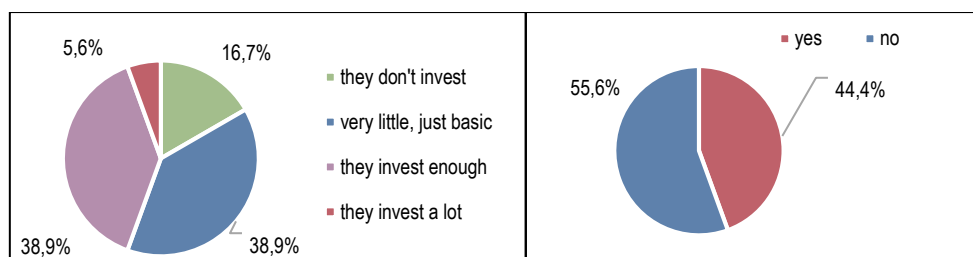 5,6%
16,7%
they don't invest
very little, just basic
they invest enough
they invest a lot
38,9%
38,9%
yes no
55,6%
44,4%